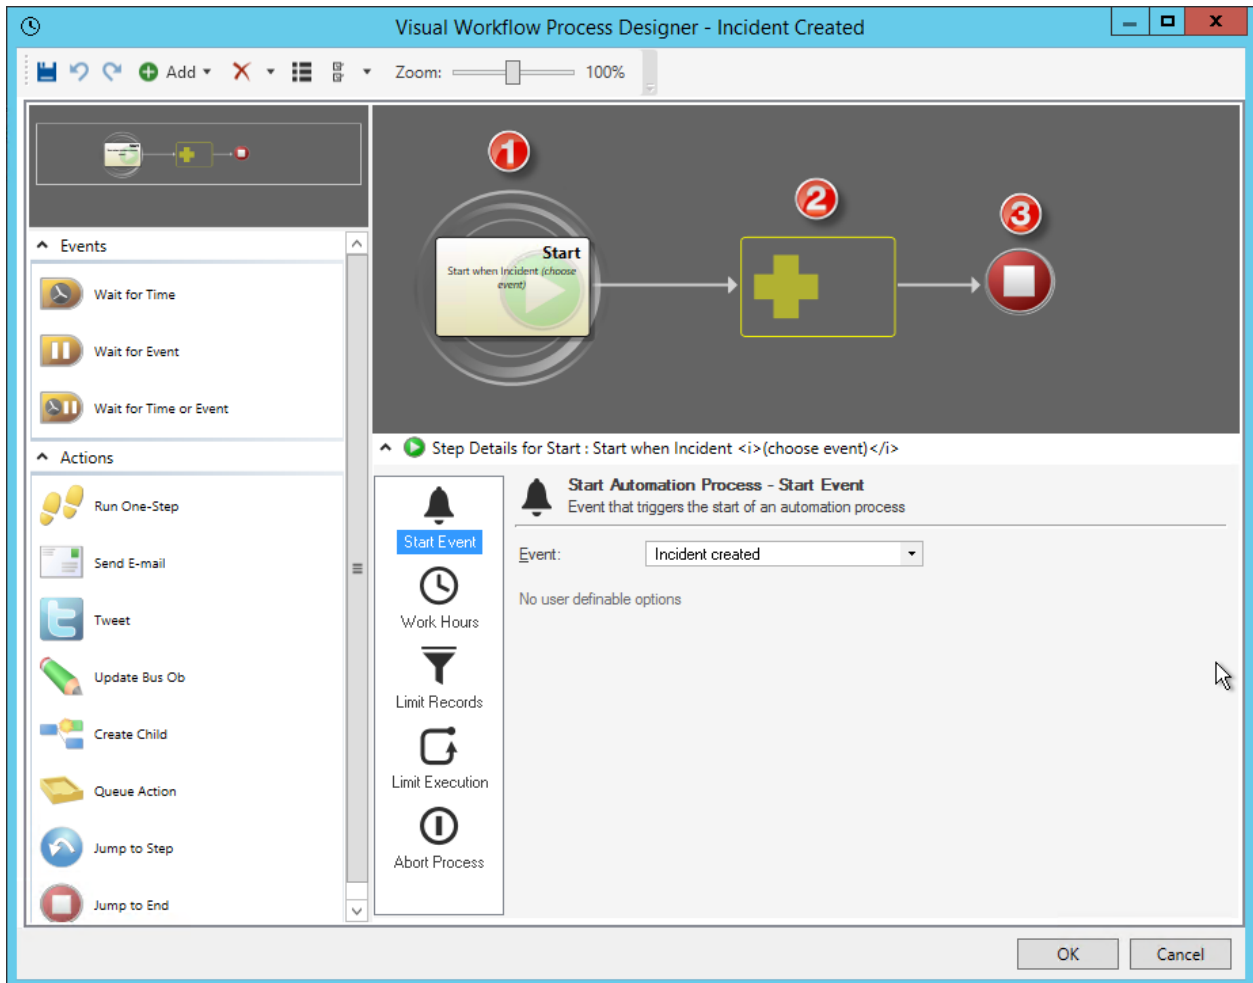 Visual Workflow Process Designer - Incident Created
Add
Zoom:
100%
1
2
3
Start
Start when Incident (choose
event)
Events
Wait for Time
Wait for Event
Wait for Time or Event
Actions
Run One-Step
Send E-mail
Tweet
Update Bus Ob
Create Child
Queue Action
Jump to Step
Jump to End
Step Details for Start : Start when Incident <i>(choose event)</i>
Start Event
Work Hours
Limit Records
Limit Execution
Abort Process
Start Automation Process - Start Event
Event that triggers the start of an automation process
Event:
Incident created
No user definable options
OK
Cancel